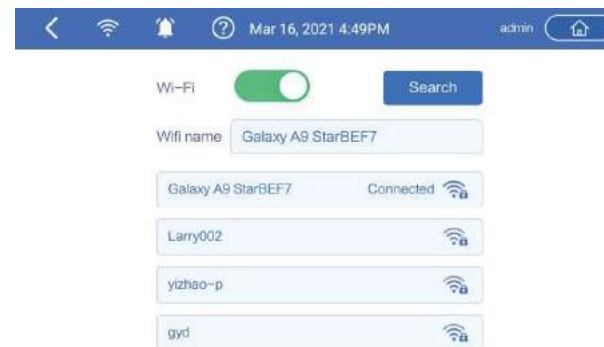 Mar 16, 2021 4:49PM admin
Wi-Fi Search
Wifi name Galaxy A9 StarBEF7
Galaxy A9 StarBEF7 Connected
Larry002
yizhao-p
gyd